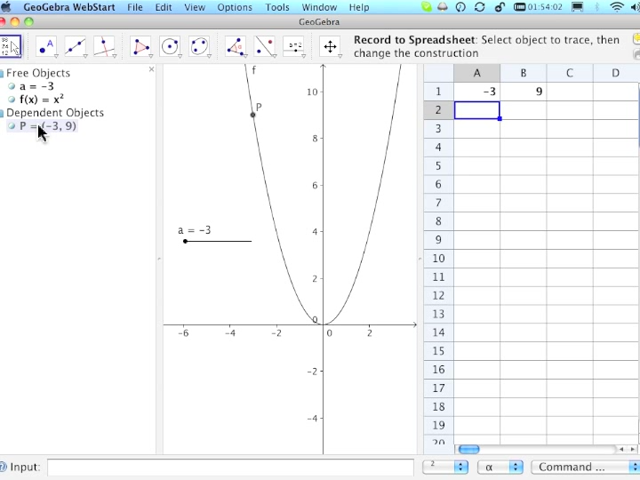 GeoGebra WebStart File Edit View Options Tools Window Help 01:54:02
GeoGebra
Record to Spreadsheet: Select object to trace, then
change the construction
Free Objects
a = −3
f(x) = x²
Dependent Objects
P = (−3, 9)
f
P
a = −3
10
8
6
4
2
0
−2
−4
−6 −4 −2 0 2
A B C D
1 −3 9
2
3
4
5
6
7
8
9
10
11
12
13
14
15
16
17
18
19
20
Input: ² α Command ...